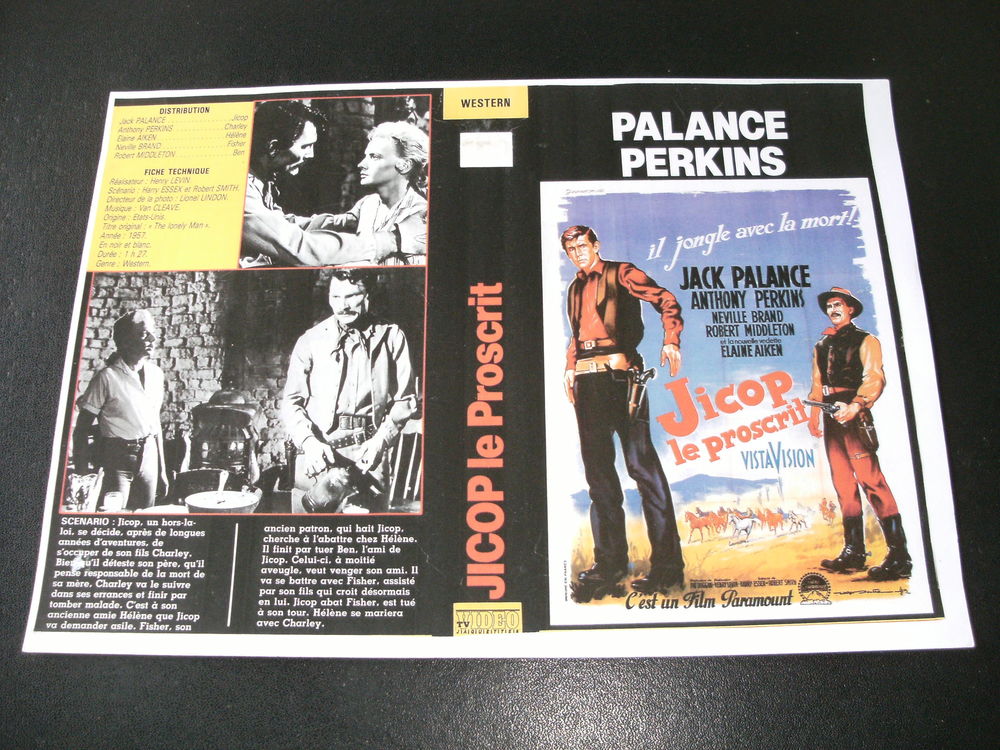 DISTRIBUTION
Jack PALANCE . . . . . . . . . . . . Jicop
Anthony PERKINS . . . . . . . . . Charley
Elaine AIKEN . . . . . . . . . . . . Hélène
Neville BRAND . . . . . . . . . . . Fisher
Robert MIDDLETON . . . . . . . . . Ben
FICHE TECHNIQUE
Réalisateur : Henry LEVIN.
Scénario : Harry ESSEX et Robert SMITH.
Directeur de la photo : Lionel LINDON.
Musique : Van CLEAVE.
Origine : Etats-Unis.
Titre original : « The lonely Man ».
Année : 1957.
En noir et blanc.
Durée : 1 h 27.
Genre : Western.
SCENARIO : Jicop, un hors-la-
loi, se décide, après de longues
années d'aventures, de
s'occuper de son fils Charley.
Bien qu'il déteste son père, qu'il
pense responsable de la mort de
sa mère, Charley va le suivre
dans ses errances et finir par
tomber malade. C'est à son
ancienne amie Hélène que Jicop
va demander asile. Fisher, son
ancien patron, qui hait Jicop,
cherche à l'abattre chez Hélène.
Il finit par tuer Ben, l'ami de
Jicop. Celui-ci, à moitié
aveugle, veut venger son ami. Il
va se battre avec Fisher, assisté
par son fils qui croit désormais
en lui. Jicop abat Fisher, est tué
à son tour. Hélène se mariera
avec Charley.
WESTERN
JICOP le Proscrit
TV VIDEO
JAQUETTES
PALANCE
PERKINS
il jongle avec la mort!
JACK PALANCE
ANTHONY PERKINS
NEVILLE BRAND
ROBERT MIDDLETON
et la nouvelle vedette
ELAINE AIKEN
Jicop
le proscrit
VISTAVISION
C'est un Film Paramount